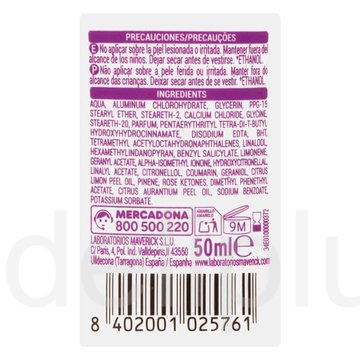 PRECAUCIONES/PRECAUÇÕES
E No aplicar sobre la piel lesionada o irritada. Mantener fuera del
alcance de los niños. Dejar secar antes de vestirse. *ETHANOL.
P Não aplicar sobre a pele ferida ou irritada. Manter fora do
alcance das crianças. Deixar secar antes de vestir. *ETHANOL.
INGREDIENTS
AQUA, ALUMINUM CHLOROHYDRATE, GLYCERIN, PPG-15
STEARYL ETHER, STEARETH-2, CALCIUM CHLORIDE, GLYCINE,
STEARETH-20, PARFUM, PENTAERYTHRITYL TETRA-DI-T-BUTYL
HYDROXYHYDROCINNAMATE, DISODIUM EDTA, BHT,
TETRAMETHYL ACETYLOCTAHYDRONAPHTHALENES, LINALOOL,
HEXAMETHYLINDANOPYRAN, BENZYL SALICYLATE, LIMONENE,
GERANYL ACETATE, ALPHA-ISOMETHYL IONONE, HYDROXYCITRONELLAL,
LINALYL ACETATE, CITRONELLOL, COUMARIN, GERANIOL, CITRUS
LIMON PEEL OIL, PINENE, ROSE KETONES, DIMETHYL PHENETHYL
ACETATE, CITRUS AURANTIUM PEEL OIL, SODIUM BENZOATE,
POTASSIUM SORBATE.
MERCADONA
800 500 220
AMARILLO
AMARELO
9M
LABORATORIOS MAVERICK S.L.U.
C/ París, 4, Pol. Ind. Valldepins,II 43550
Ulldecona (Tarragona) España / Espanha
50ml e
www.laboratoriosmaverick.com
8 402001 025761